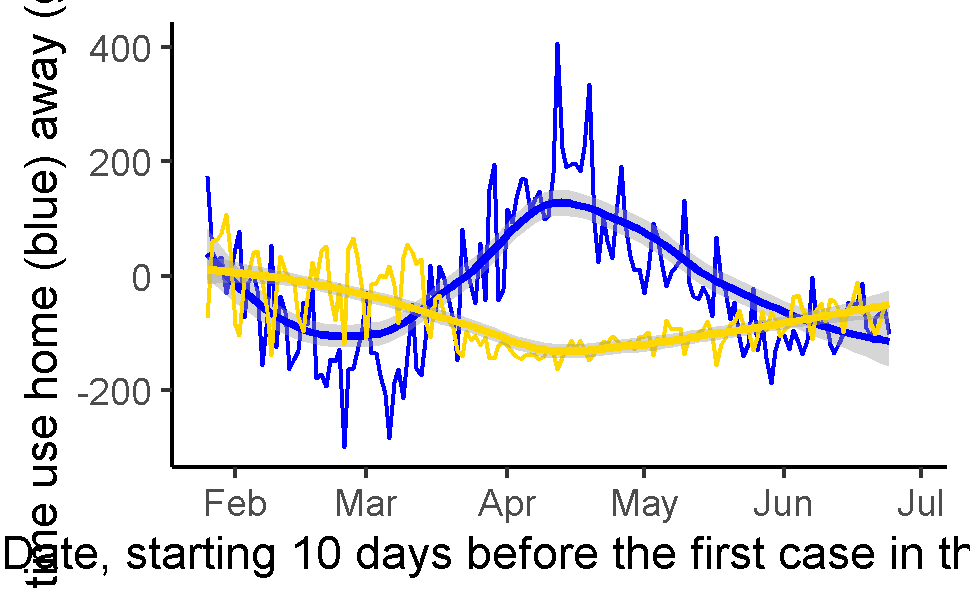 time use home (blue) away (
400
200
0
-200
Feb Mar Apr May Jun Jul
Date, starting 10 days before the first case in th